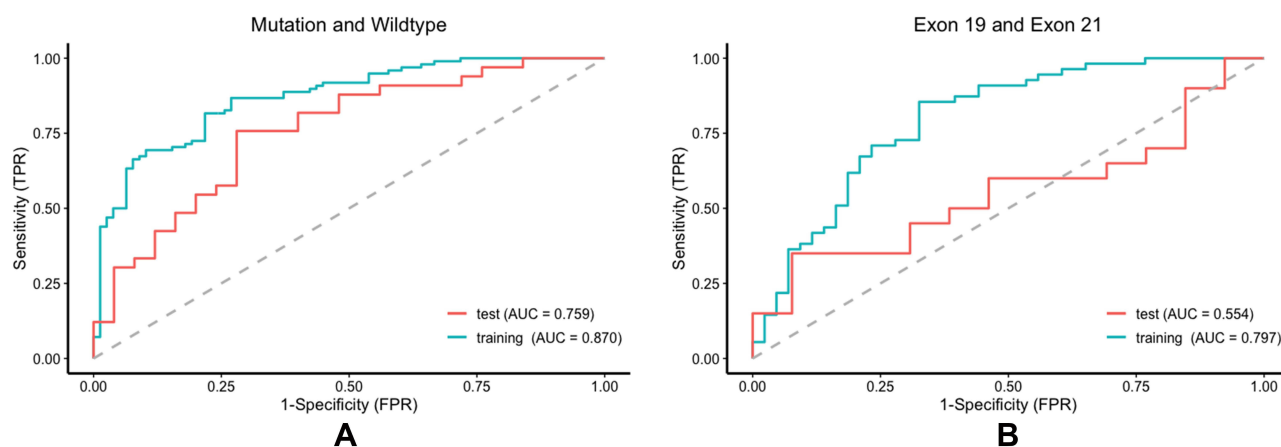 Mutation and Wildtype
1.00
0.75
0.50
0.25
0.00
Sensitivity (TPR)
test (AUC = 0.759)
training (AUC = 0.870)
0.00 0.25 0.50 0.75 1.00
1-Specificity (FPR)
A
Exon 19 and Exon 21
1.00
0.75
0.50
0.25
0.00
Sensitivity (TPR)
test (AUC = 0.554)
training (AUC = 0.797)
0.00 0.25 0.50 0.75 1.00
1-Specificity (FPR)
B